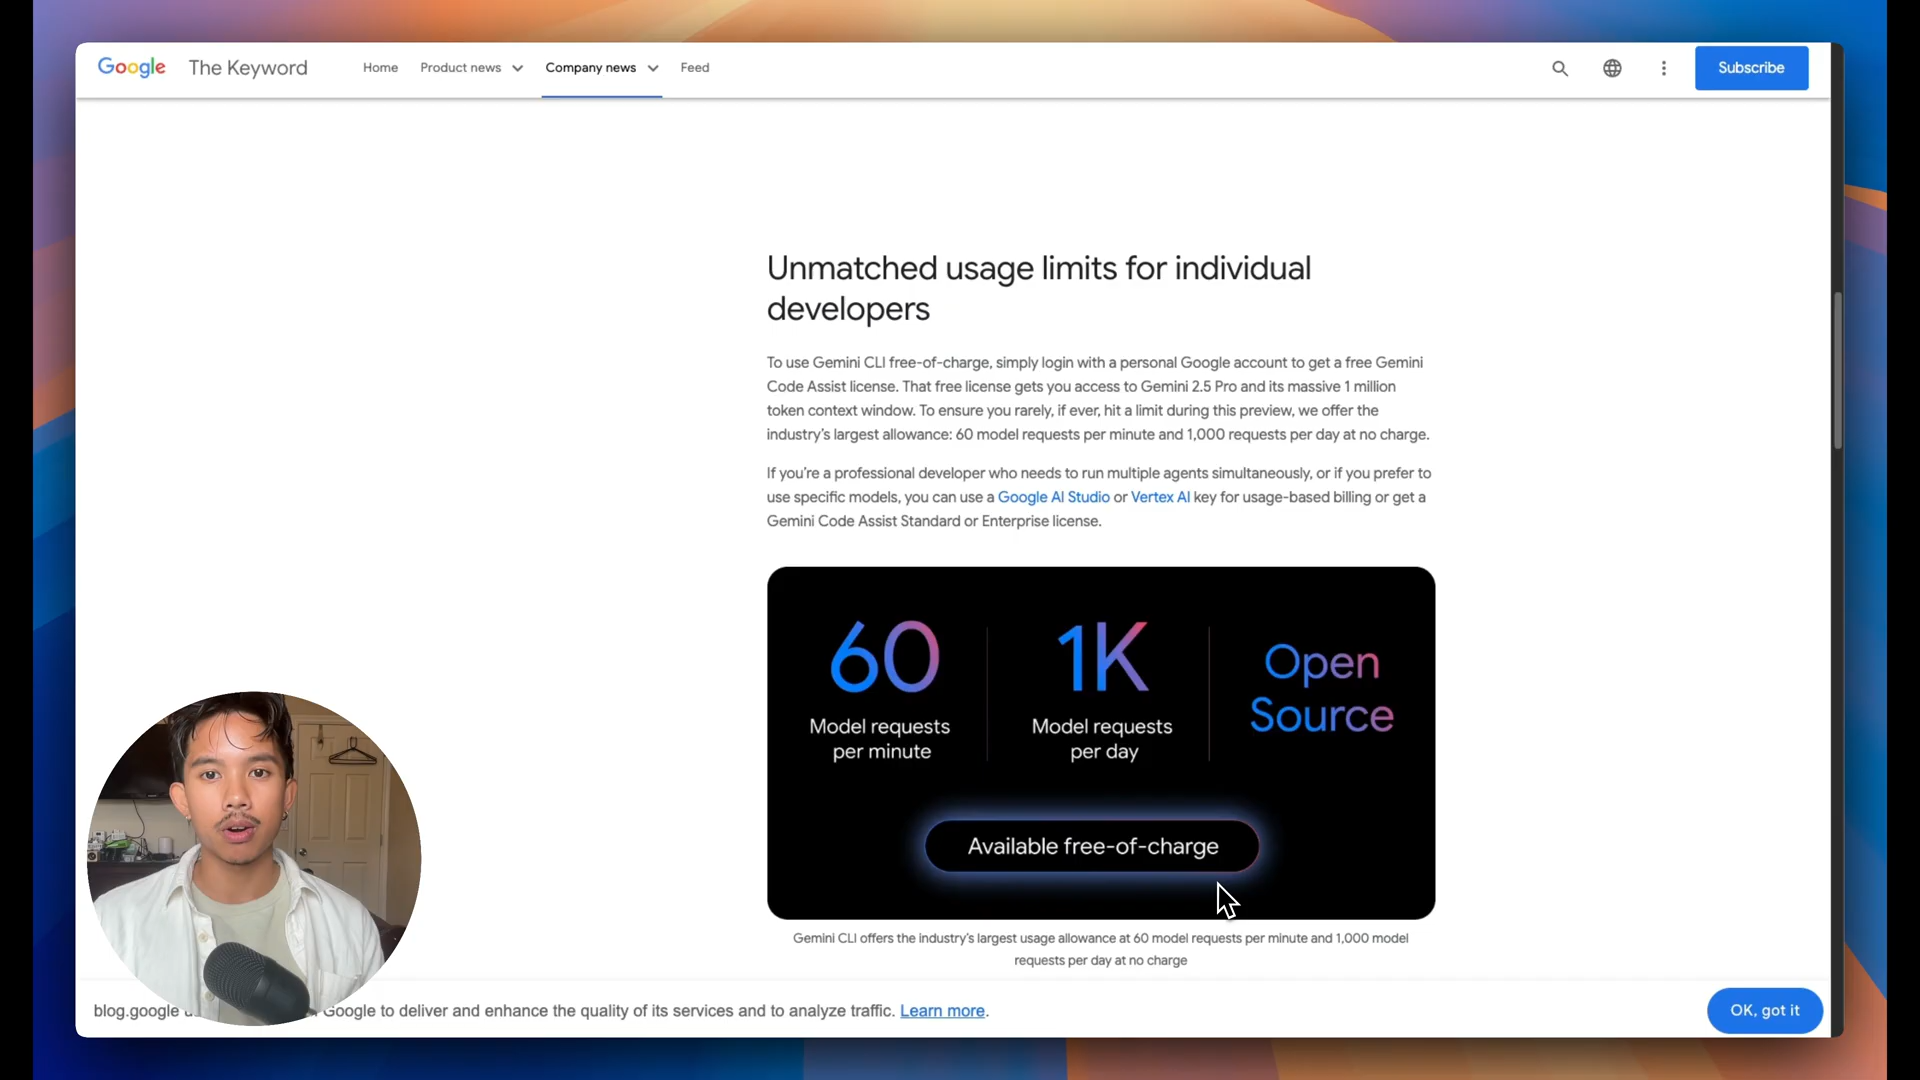 Google The Keyword Home Product news Company news Feed Subscribe
Unmatched usage limits for individual
developers
To use Gemini CLI free-of-charge, simply login with a personal Google account to get a free Gemini
Code Assist license. That free license gets you access to Gemini 2.5 Pro and its massive 1 million
token context window. To ensure you rarely, if ever, hit a limit during this preview, we offer the
industry's largest allowance: 60 model requests per minute and 1,000 requests per day at no charge.
If you're a professional developer who needs to run multiple agents simultaneously, or if you prefer to
use specific models, you can use a Google AI Studio or Vertex AI key for usage-based billing or get a
Gemini Code Assist Standard or Enterprise license.
60
Model requests
per minute
1K
Model requests
per day
Open
Source
Available free-of-charge
Gemini CLI offers the industry's largest usage allowance at 60 model requests per minute and 1,000 model
requests per day at no charge
blog.google Google to deliver and enhance the quality of its services and to analyze traffic. Learn more.
OK, got it